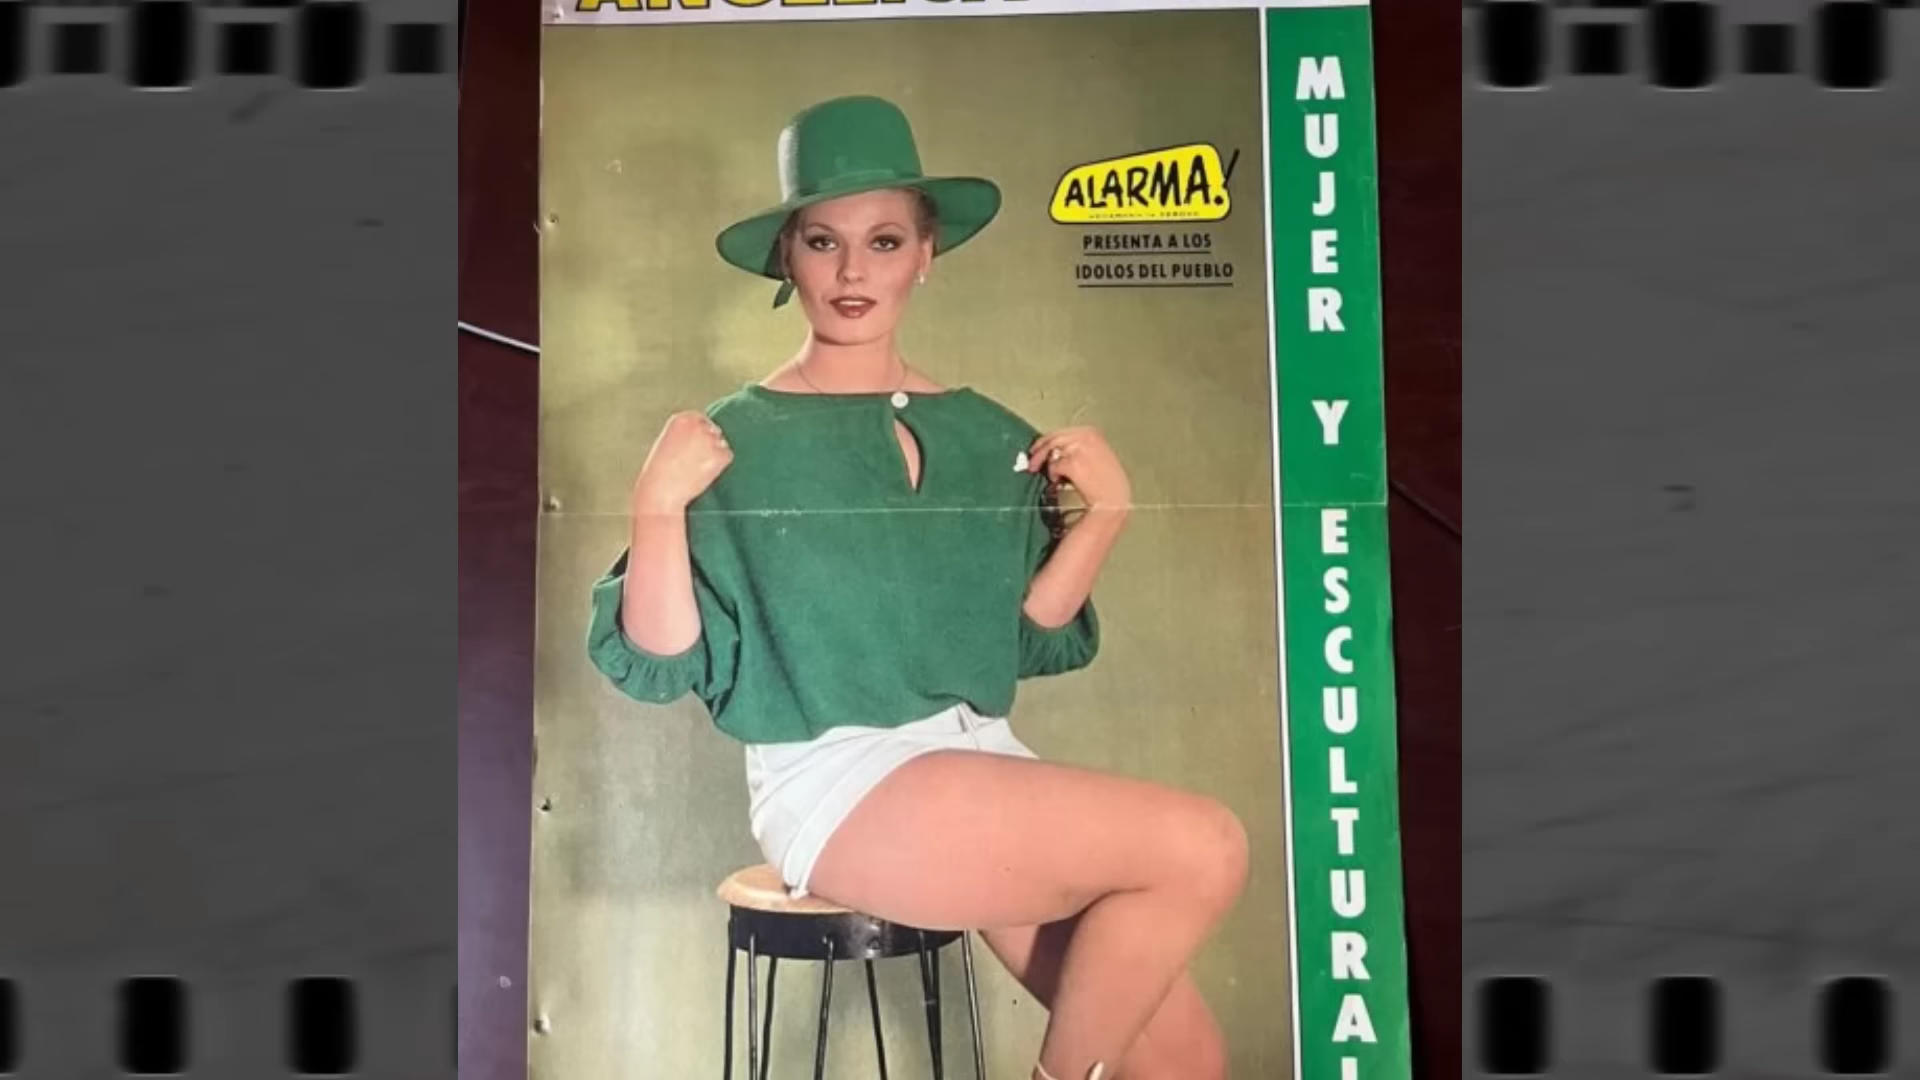 ALARMA!
PRESENTA A LOS
IDOLOS DEL PUEBLO
MUJER Y ESCULTURAL